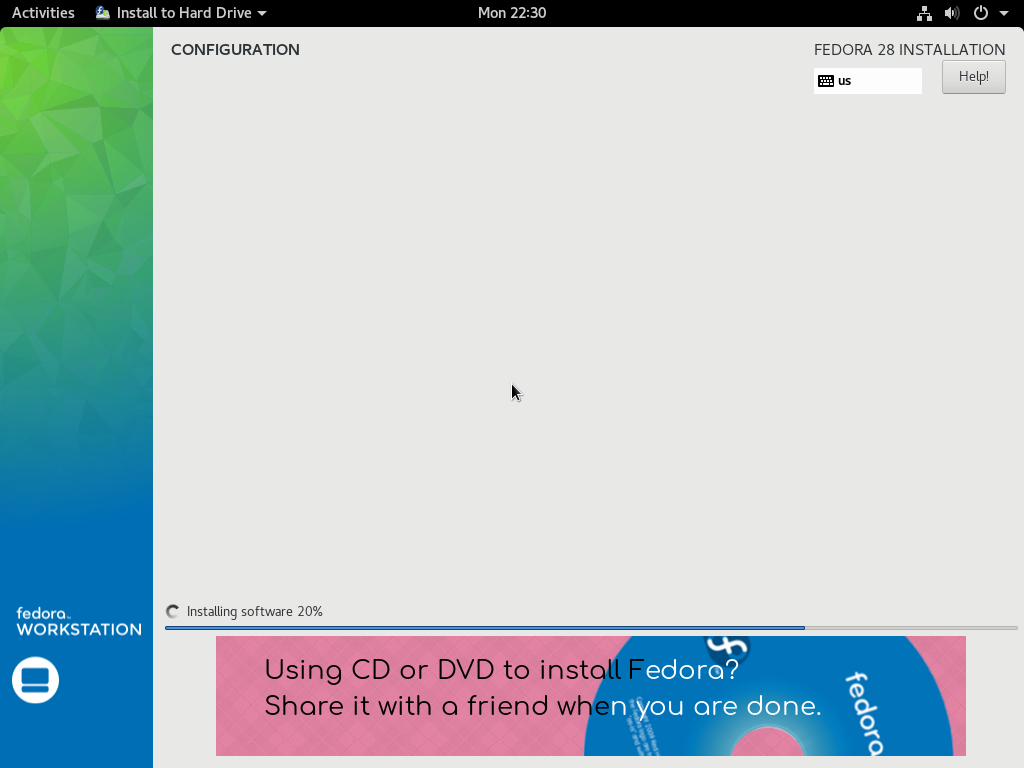 Activities Install to Hard Drive Mon 22:30
CONFIGURATION FEDORA 28 INSTALLATION
us Help!
fedora
WORKSTATION
Installing software 20%
Using CD or DVD to install Fedora?
Share it with a friend when you are done.
fedora